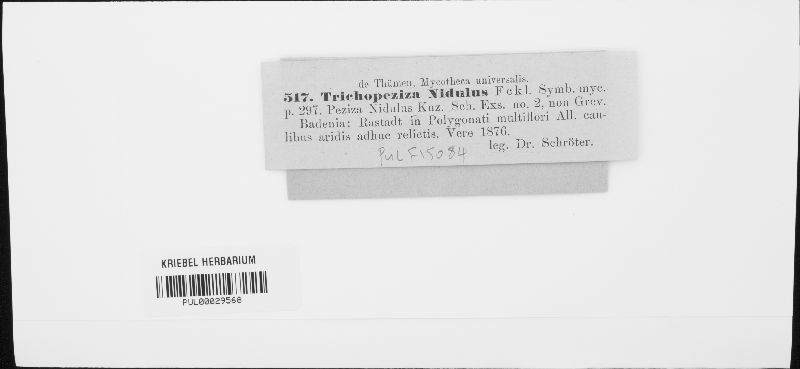 de Thümen, Mycotheca universalis.
517. Trichopeziza Nidulus Fckl. Symb. myc.
p. 297. Peziza Nidulus Knz. Sch. Exs. no. 2, non Grev.
Badenia: Rastadt in Polygonati multiflori All. cau-
libus aridis adhuc relictis. Vere 1876.
leg. Dr. Schröter.
PUL F15084
KRIEBEL HERBARIUM
PUL00029568